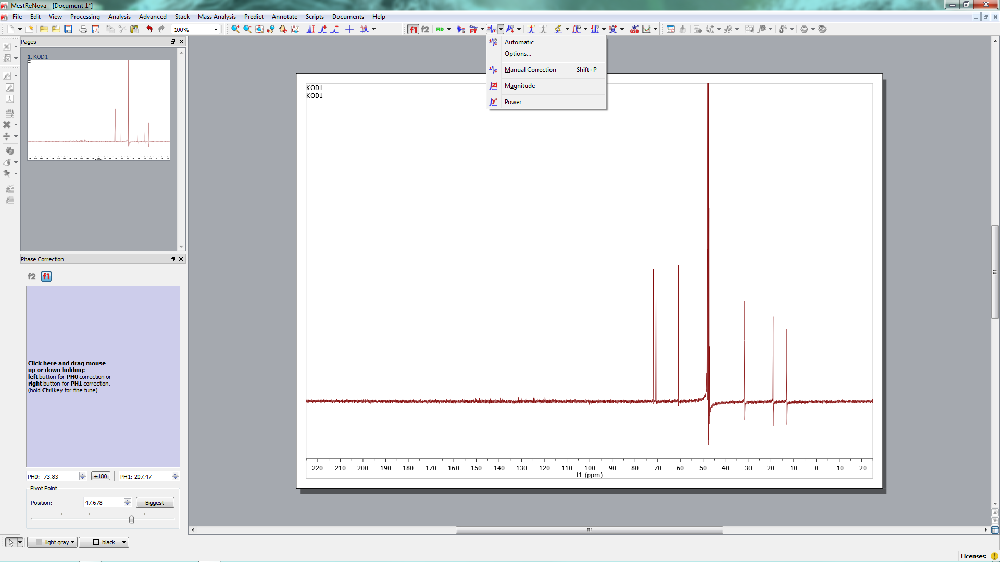 MestReNova - [Document 1*]
File Edit View Processing Analysis Advanced Stack Mass Analysis Predict Annotate Scripts Documents Help
100% f1 f2 FID FT GSD
Pages
1. KOD1
Automatic
Options...
Manual Correction Shift+P
Magnitude
Power
KOD1
KOD1
Phase Correction
f2 f1
Click here and drag mouse
up or down holding:
left button for PH0 correction or
right button for PH1 correction.
(hold Ctrl key for fine tune)
PH0: -73.83 +180 PH1: 207.47
Pivot Point
Position: 47.678 Biggest
220 210 200 190 180 170 160 150 140 130 120 110 100 90 80 70 60 50 40 30 20 10 0 -10 -20
f1 (ppm)
light gray black
Licenses: